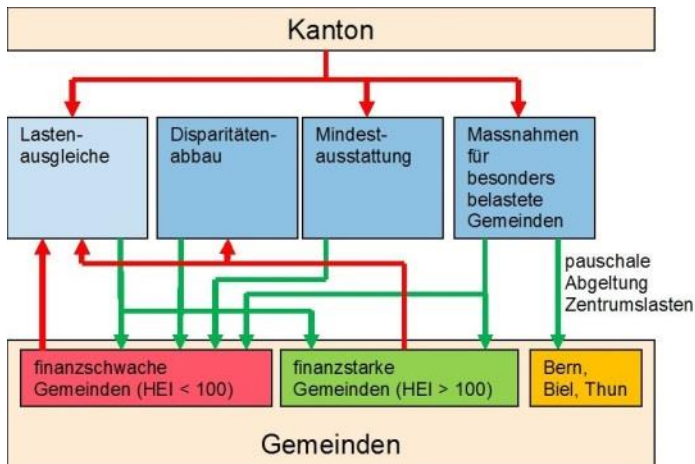 Kanton
Lasten-
ausgleiche
Disparitäten-
abbau
Mindest-
ausstattung
Massnahmen
für
besonders
belastete
Gemeinden
pauschale
Abgeltung
Zentrumslasten
finanzschwache
Gemeinden (HEI < 100)
finanzstarke
Gemeinden (HEI > 100)
Bern,
Biel, Thun
Gemeinden